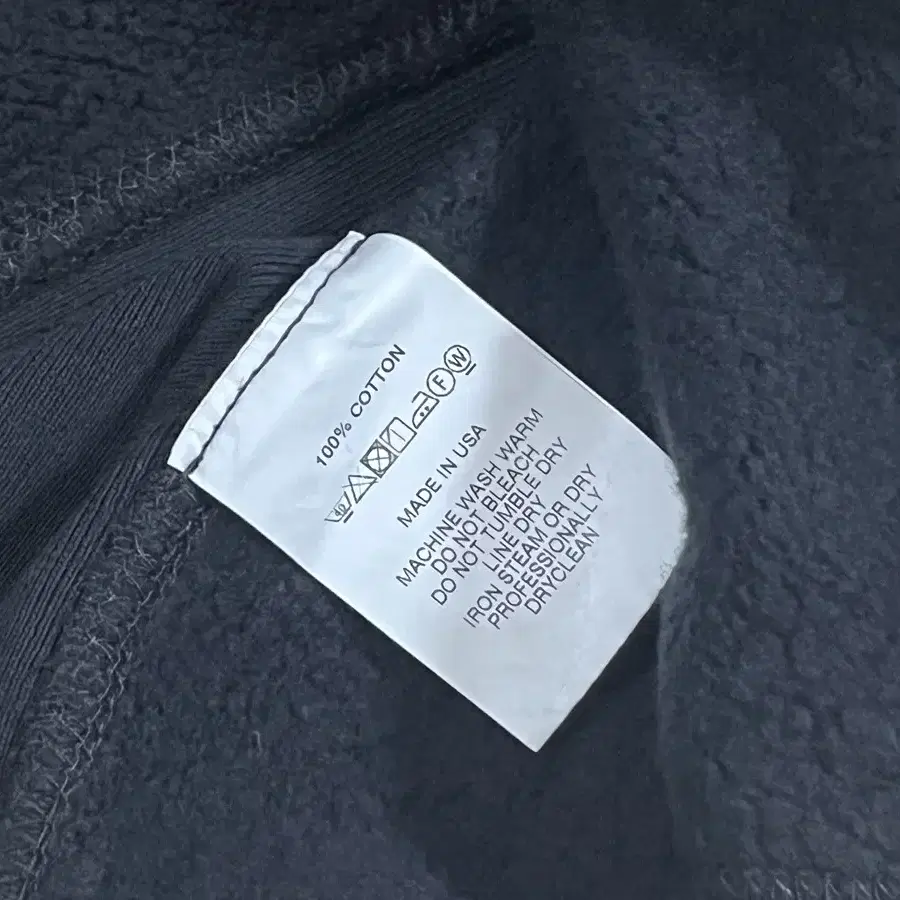 100% COTTON
40 F W
MADE IN USA
MACHINE WASH WARM
DO NOT BLEACH
DO NOT TUMBLE DRY
LINE DRY
IRON STEAM OR DRY
PROFESSIONALLY
DRYCLEAN